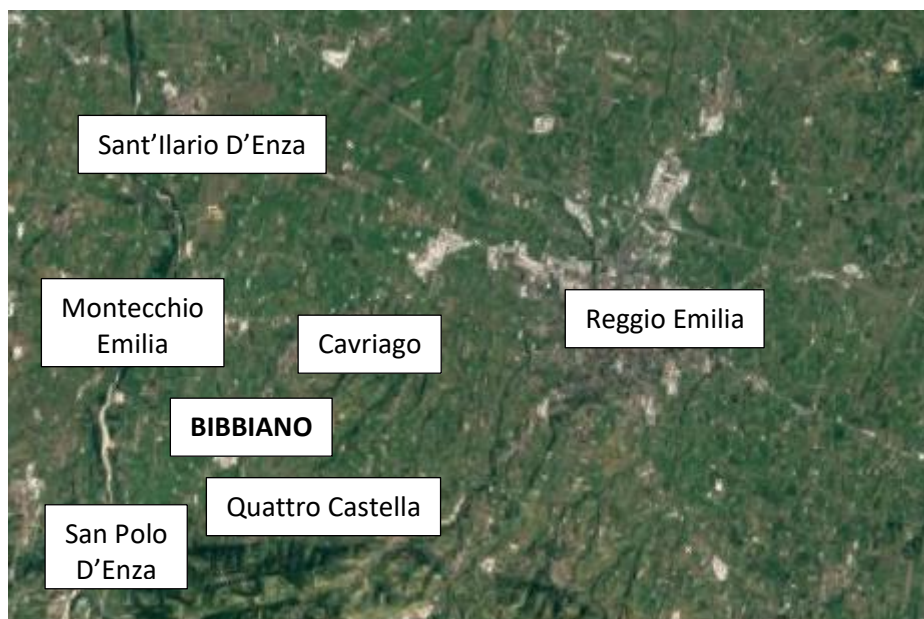 Sant’Ilario D’Enza
Montecchio
Emilia
Cavriago
Reggio Emilia
BIBBIANO
Quattro Castella
San Polo
D’Enza